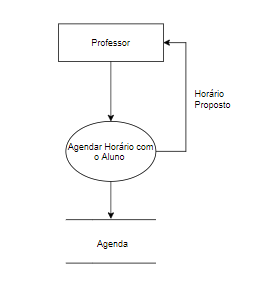 Professor
Horário
Proposto
Agendar Horário com
o Aluno
Agenda